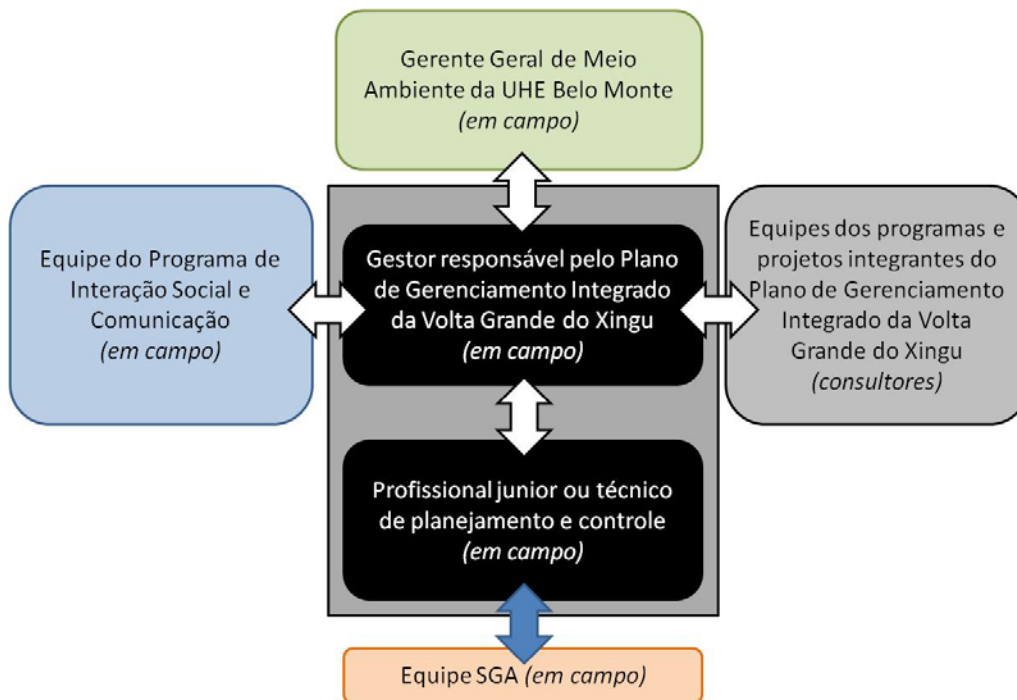 Gerente Geral de Meio
Ambiente da UHE Belo Monte
(em campo)
Equipe do Programa de
Interação Social e
Comunicação
(em campo)
Gestor responsável pelo Plano
de Gerenciamento Integrado
da Volta Grande do Xingu
(em campo)
Equipes dos programas e
projetos integrantes do
Plano de Gerenciamento
Integrado da Volta
Grande do Xingu
(consultores)
Profissional junior ou técnico
de planejamento e controle
(em campo)
Equipe SGA (em campo)